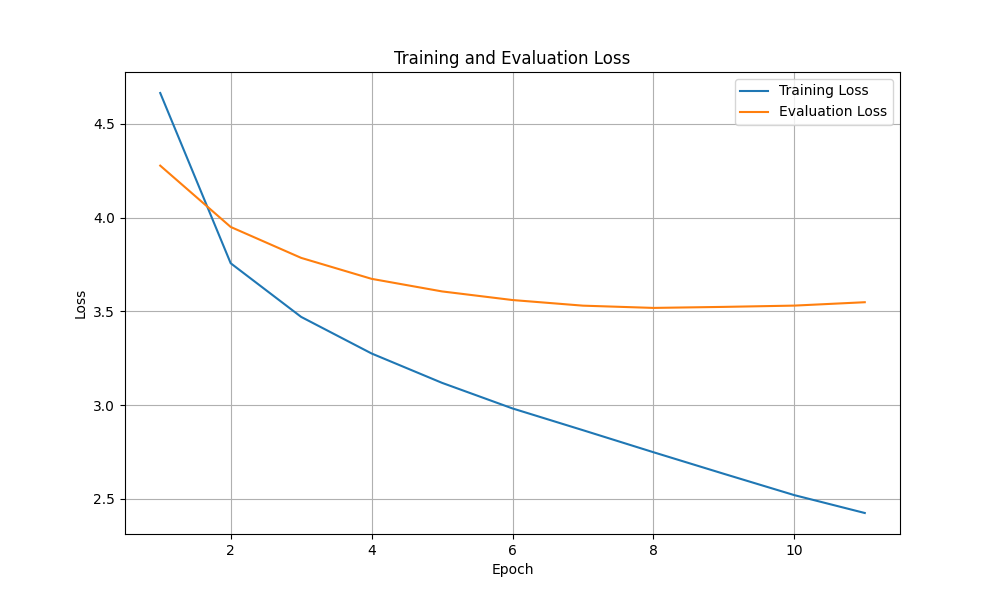 Training and Evaluation Loss
Training Loss
Evaluation Loss
4.5
4.0
3.5
3.0
2.5
Loss
2 4 6 8 10
Epoch